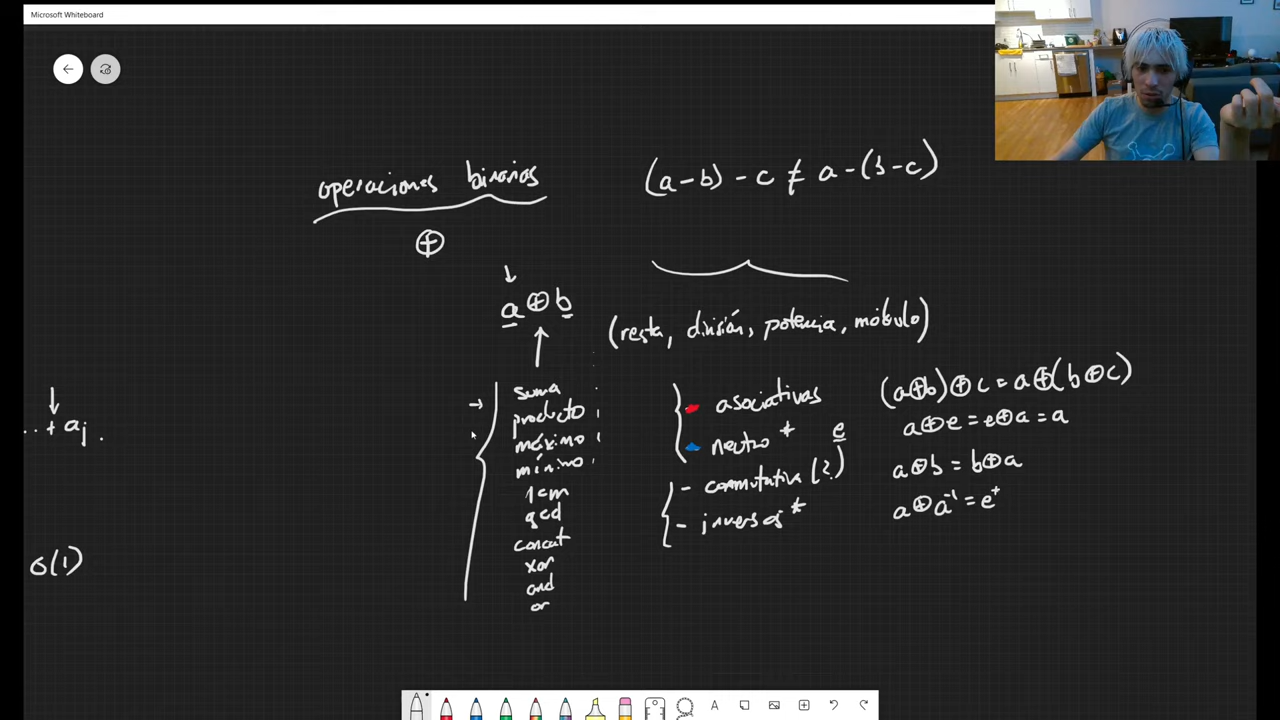 Microsoft Whiteboard
operaciones binarias
(a-b) - c ≠ a-(b-c)
⊕
↓
a ⊕ b
↑
(resta, división, potencia, módulo)
→ suma
producto
máximo
mínimo
lcm
gcd
concat
xor
and
or
- asociativas (a⊕b)⊕c = a⊕(b⊕c)
- neutro * e a⊕e = e⊕a = a
- conmutativa (?) a⊕b = b⊕a
- inversos * a⊕a⁻¹ = e⁺
↓
.. + aⱼ .
O(1)
A